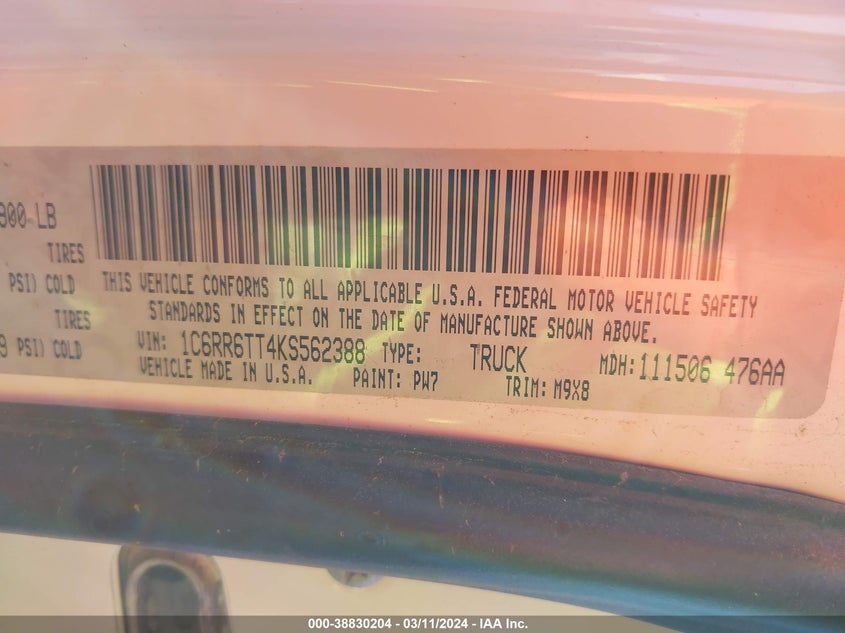 900 LB
TIRES
PSI) COLD
TIRES
9 PSI) COLD
THIS VEHICLE CONFORMS TO ALL APPLICABLE U.S.A. FEDERAL MOTOR VEHICLE SAFETY
STANDARDS IN EFFECT ON THE DATE OF MANUFACTURE SHOWN ABOVE.
VIN: 1C6RR6TT4KS562388 TYPE: TRUCK MDH:111506 476AA
VEHICLE MADE IN U.S.A. PAINT: PW7 TRIM: M9X8
000-38830204 - 03/11/2024 - IAA Inc.